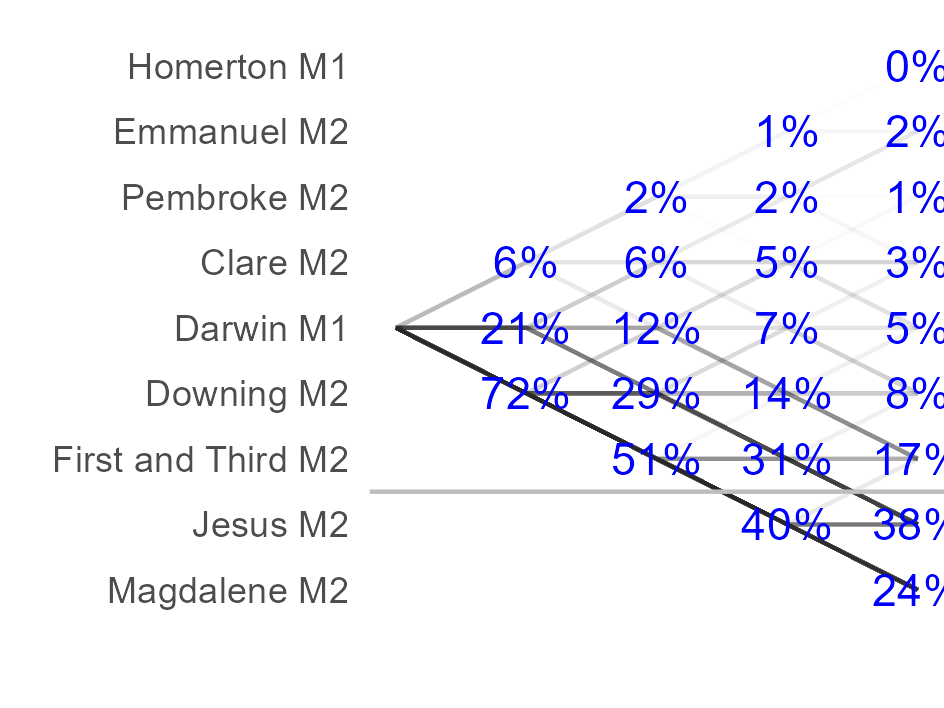 Homerton M1 0%
Emmanuel M2 1% 2%
Pembroke M2 2% 2% 1%
Clare M2 6% 6% 5% 3%
Darwin M1 21% 12% 7% 5%
Downing M2 72% 29% 14% 8%
First and Third M2 51% 31% 17%
Jesus M2 40% 38%
Magdalene M2 24%